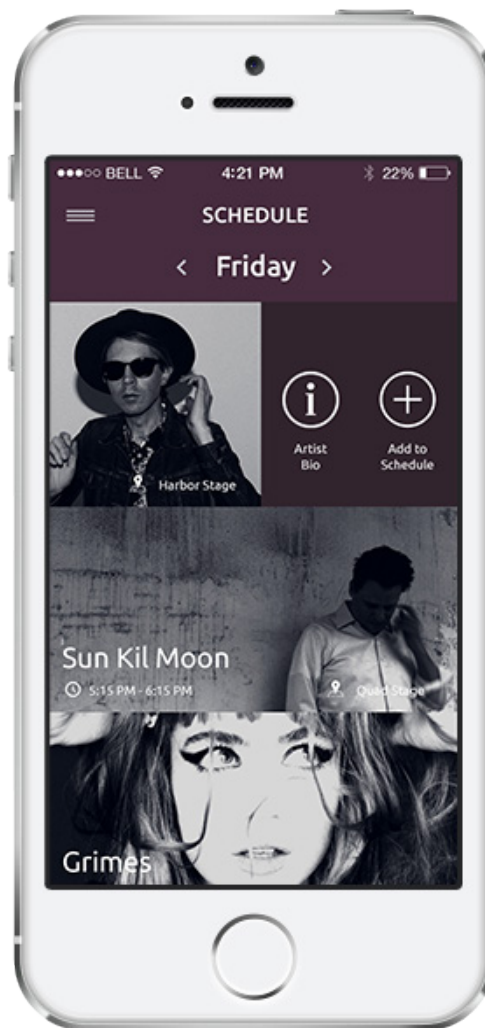 BELL 4:21 PM 22%
SCHEDULE
< Friday >
i
Artist
Bio
Add to
Schedule
Harbor Stage
Sun Kil Moon
5:15 PM - 6:15 PM Quad Stage
Grimes